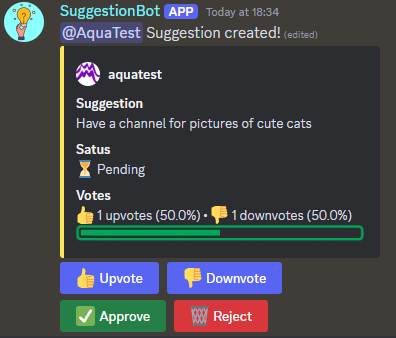 SuggestionBot APP Today at 18:34
@AquaTest Suggestion created! (edited)
aquatest
Suggestion
Have a channel for pictures of cute cats
Satus
⏳ Pending
Votes
👍 1 upvotes (50.0%) • 👎 1 downvotes (50.0%)
👍 Upvote 👎 Downvote
✅ Approve 🗑️ Reject